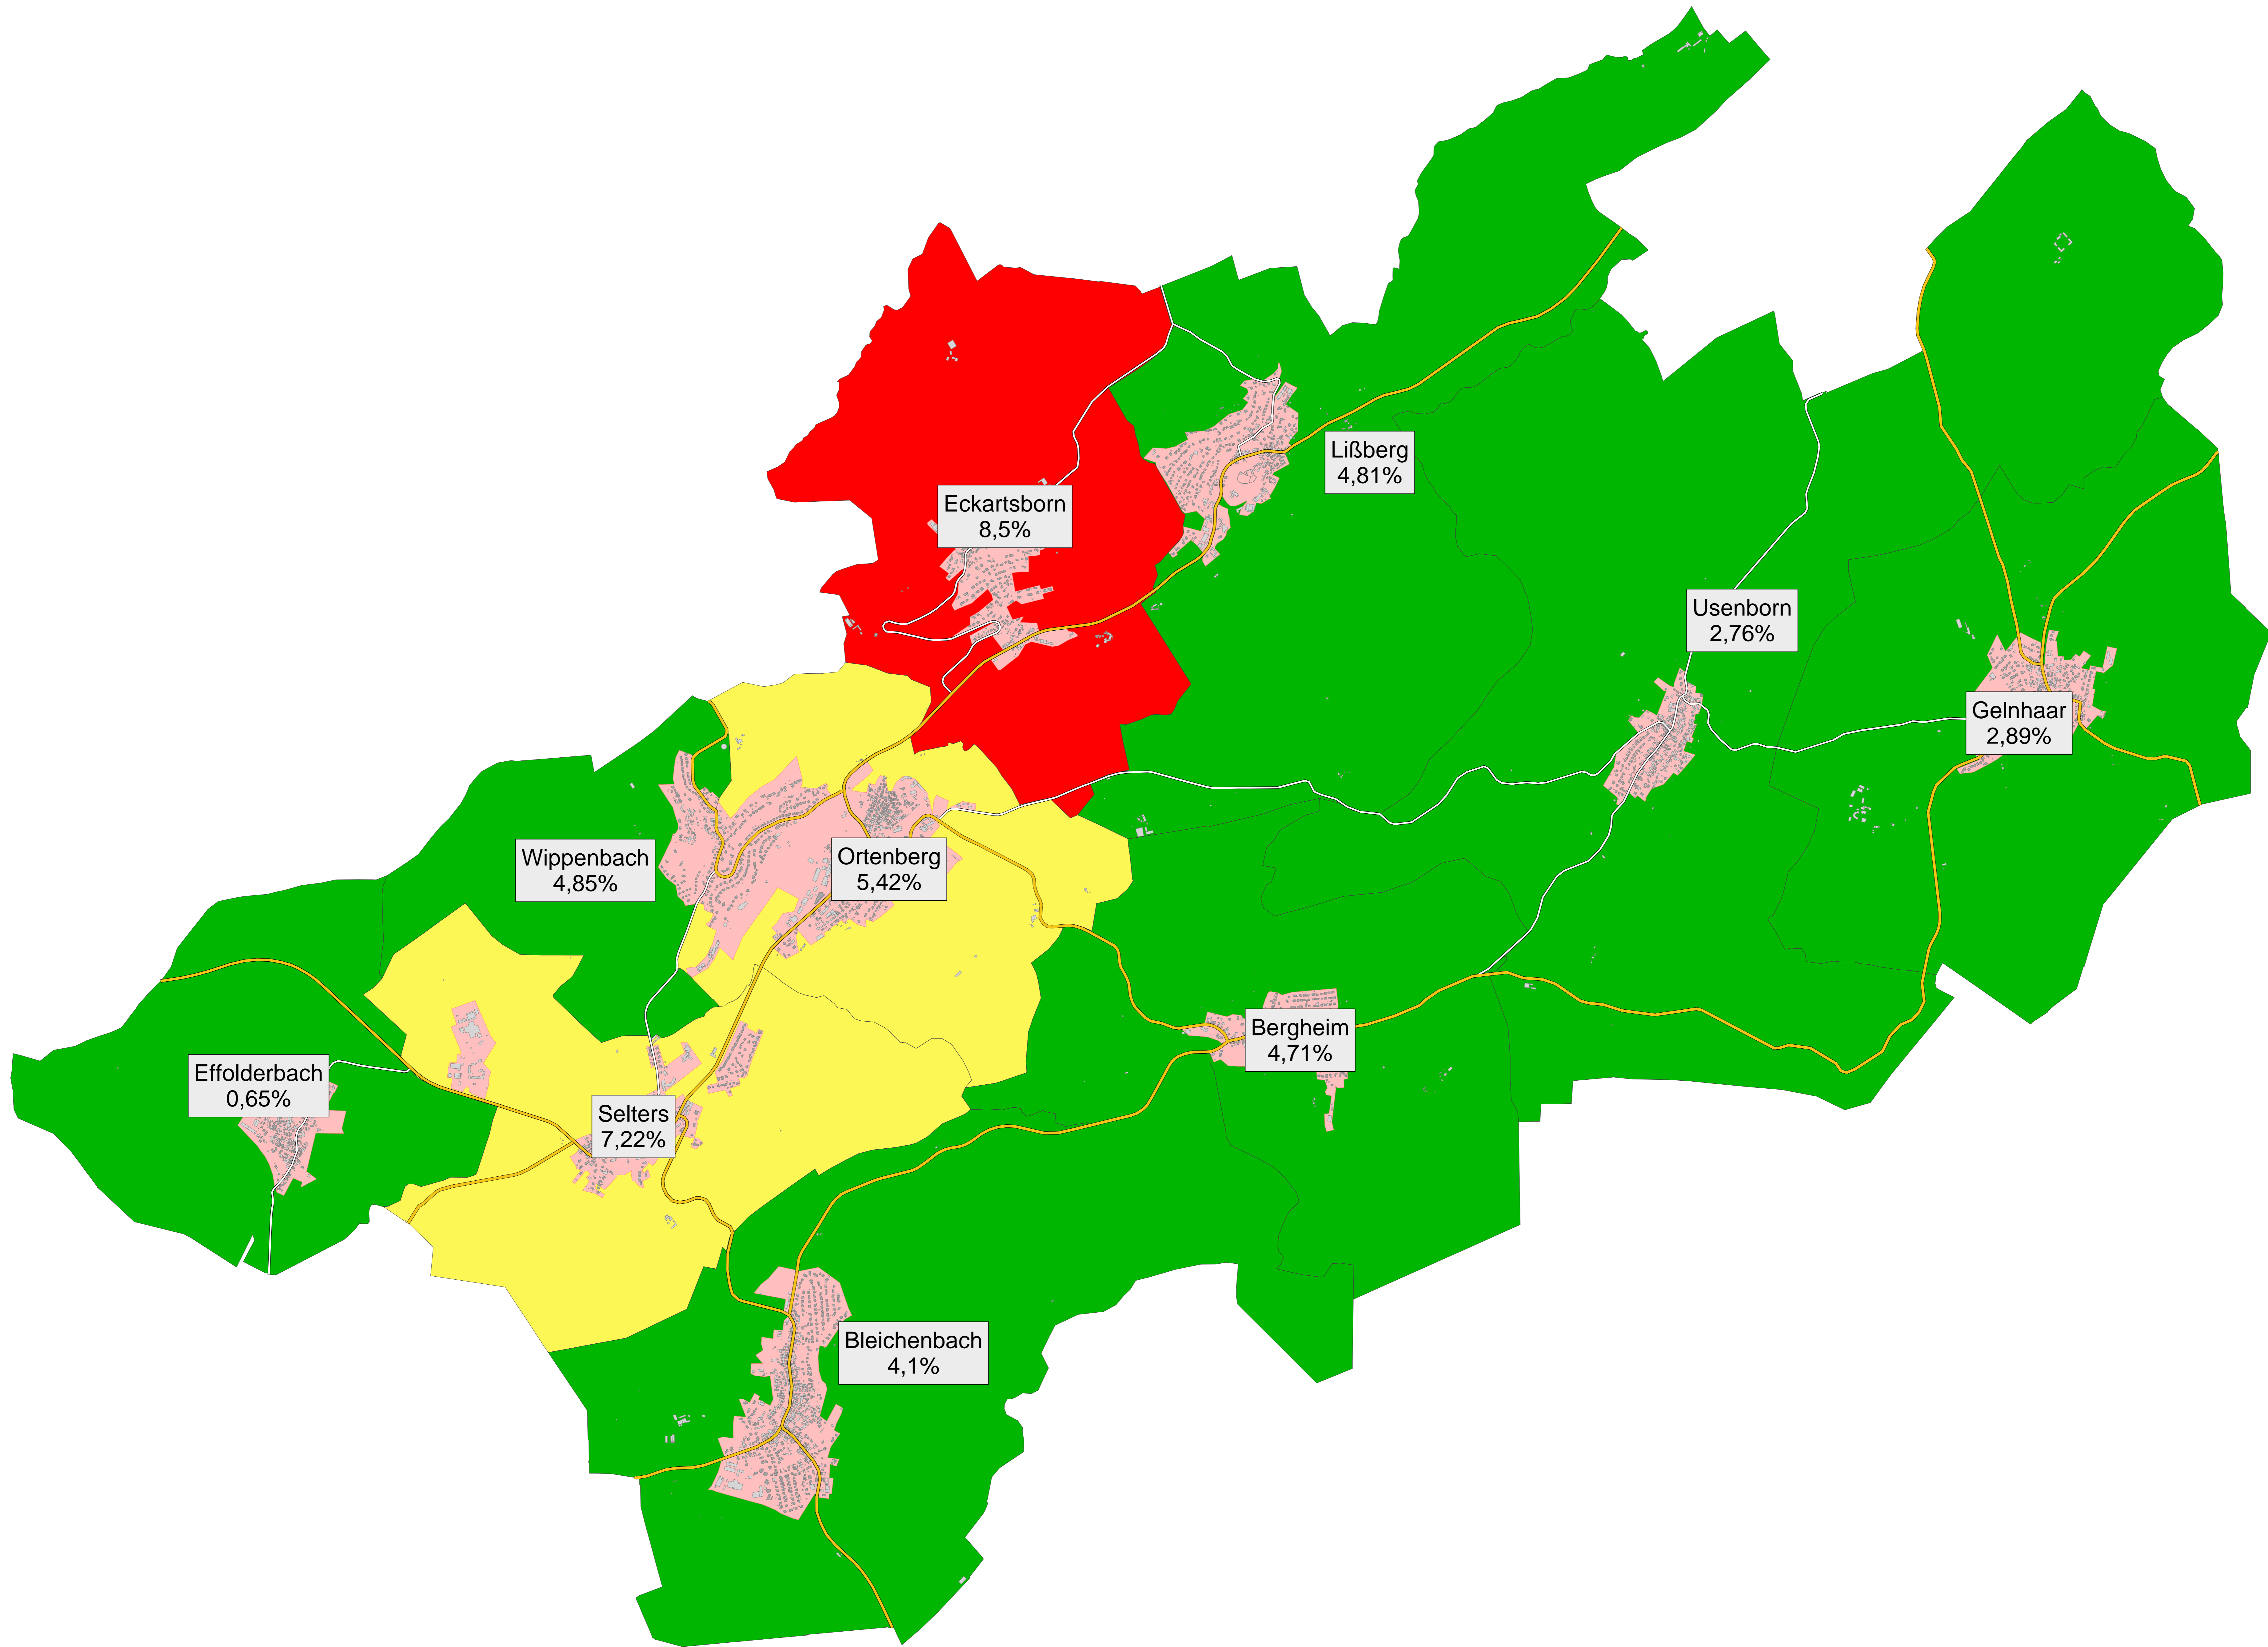 Lißberg
4,81%
Eckartsborn
8,5%
Usenborn
2,76%
Gelnhaar
2,89%
Wippenbach
4,85%
Ortenberg
5,42%
Bergheim
4,71%
Effolderbach
0,65%
Selters
7,22%
Bleichenbach
4,1%